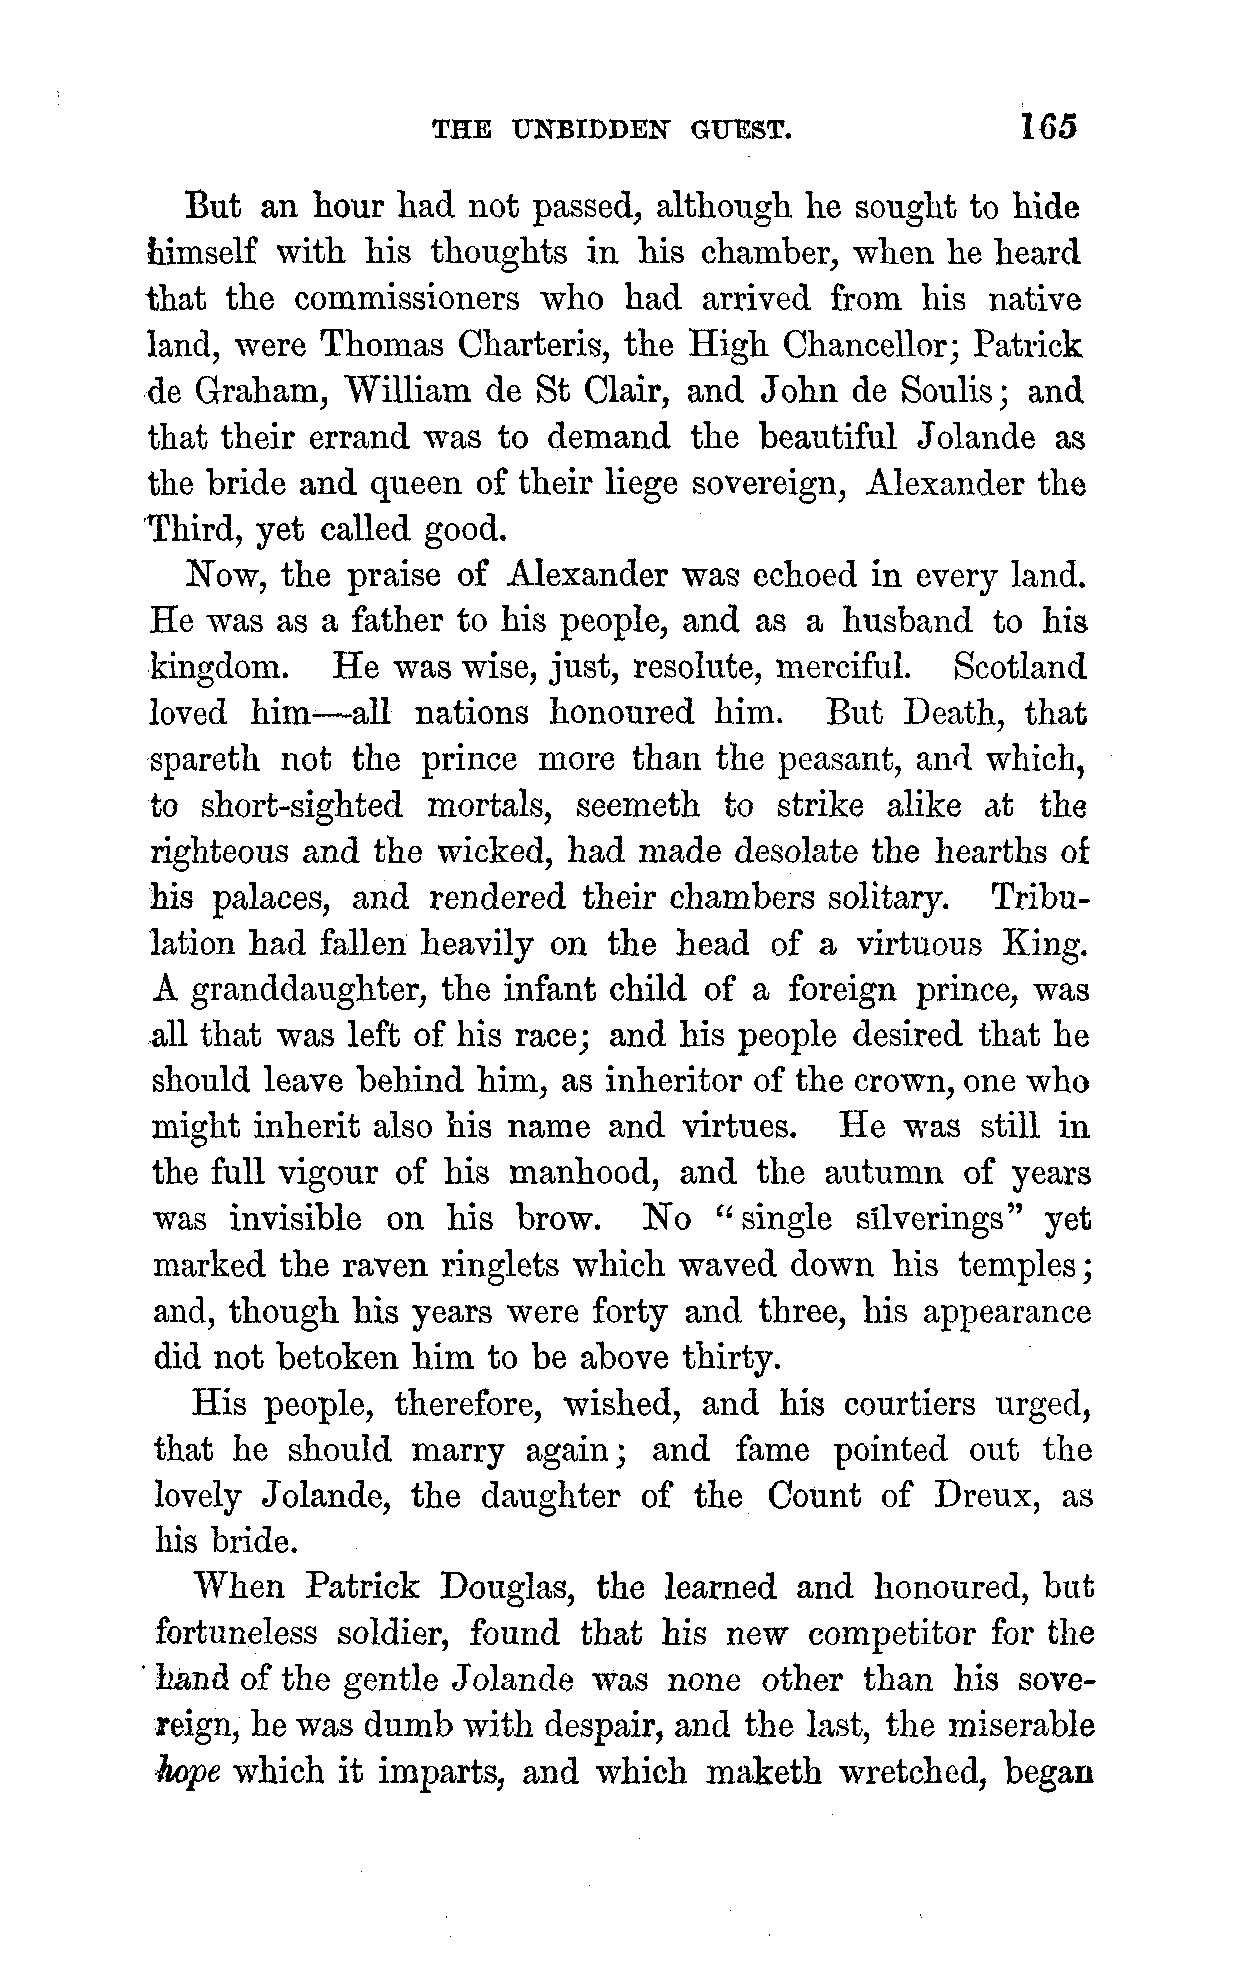 THE UNBIDDEN GUEST. 165
But an hour had not passed, although he sought to hide
himself with his thoughts in his chamber, when he heard
that the commissioners who had arrived from his native
land, were Thomas Charteris, the High Chancellor; Patrick
de Graham, William de St Clair, and John de Soulis; and
that their errand was to demand the beautiful Jolande as
the bride and queen of their liege sovereign, Alexander the
Third, yet called good.
Now, the praise of Alexander was echoed in every land.
He was as a father to his people, and as a husband to his
kingdom. He was wise, just, resolute, merciful. Scotland
loved him—all nations honoured him. But Death, that
spareth not the prince more than the peasant, and which,
to short-sighted mortals, seemeth to strike alike at the
righteous and the wicked, had made desolate the hearths of
his palaces, and rendered their chambers solitary. Tribu-
lation had fallen heavily on the head of a virtuous King.
A granddaughter, the infant child of a foreign prince, was
all that was left of his race; and his people desired that he
should leave behind him, as inheritor of the crown, one who
might inherit also his name and virtues. He was still in
the full vigour of his manhood, and the autumn of years
was invisible on his brow. No "single silverings" yet
marked the raven ringlets which waved down his temples;
and, though his years were forty and three, his appearance
did not betoken him to be above thirty.
His people, therefore, wished, and his courtiers urged,
that he should marry again; and fame pointed out the
lovely Jolande, the daughter of the Count of Dreux, as
his bride.
When Patrick Douglas, the learned and honoured, but
fortuneless soldier, found that his new competitor for the
hand of the gentle Jolande was none other than his sove-
reign, he was dumb with despair, and the last, the miserable
hope which it imparts, and which maketh wretched, began